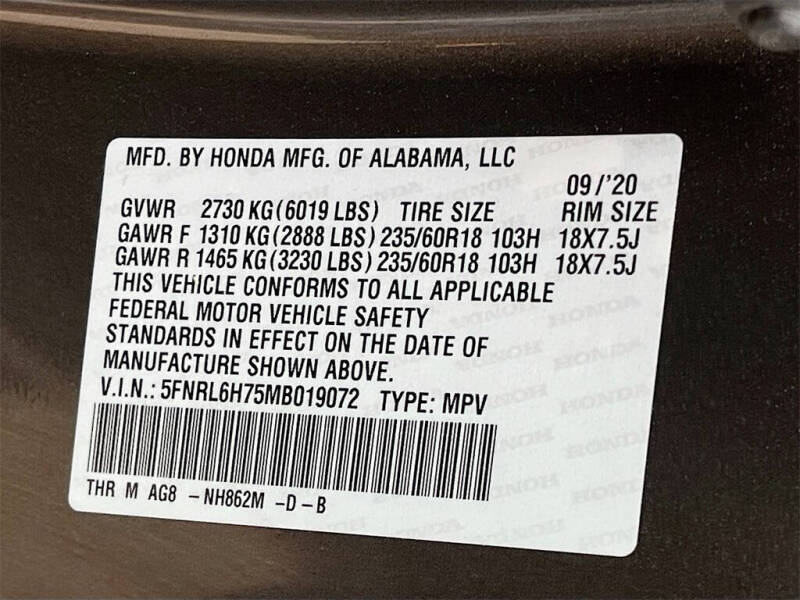 MFD. BY HONDA MFG. OF ALABAMA, LLC
09/'20
GVWR 2730 KG (6019 LBS) TIRE SIZE RIM SIZE
GAWR F 1310 KG (2888 LBS) 235/60R18 103H 18X7.5J
GAWR R 1465 KG (3230 LBS) 235/60R18 103H 18X7.5J
THIS VEHICLE CONFORMS TO ALL APPLICABLE
FEDERAL MOTOR VEHICLE SAFETY
STANDARDS IN EFFECT ON THE DATE OF
MANUFACTURE SHOWN ABOVE.
V.I.N.: 5FNRL6H75MB019072 TYPE: MPV
THR M AG8 -NH862M -D-B